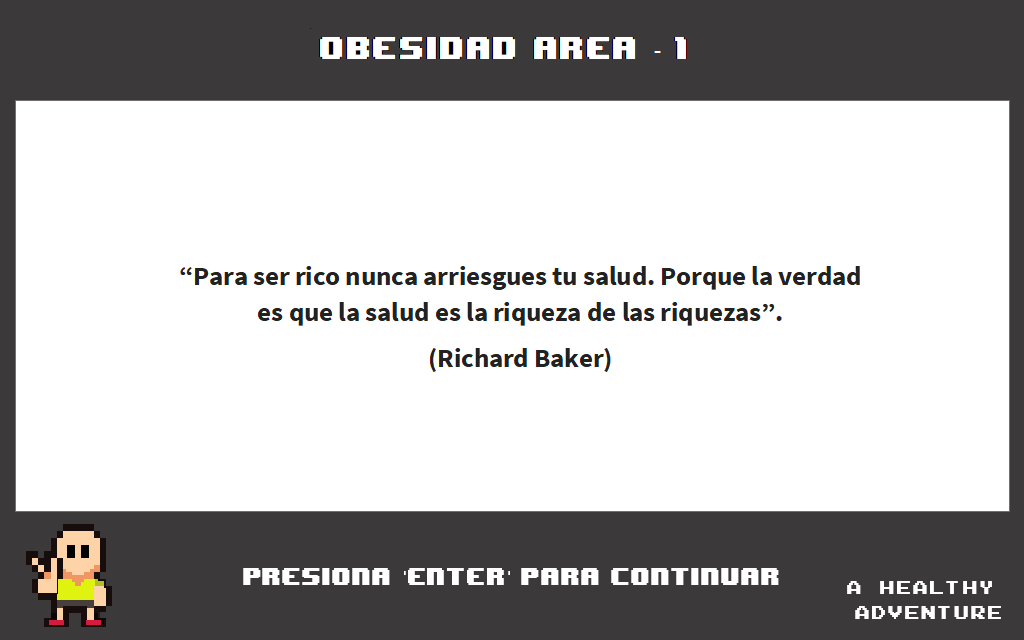 OBESIDAD AREA - 1
“Para ser rico nunca arriesgues tu salud. Porque la verdad
es que la salud es la riqueza de las riquezas”.
(Richard Baker)
PRESIONA 'ENTER' PARA CONTINUAR
A HEALTHY
ADVENTURE